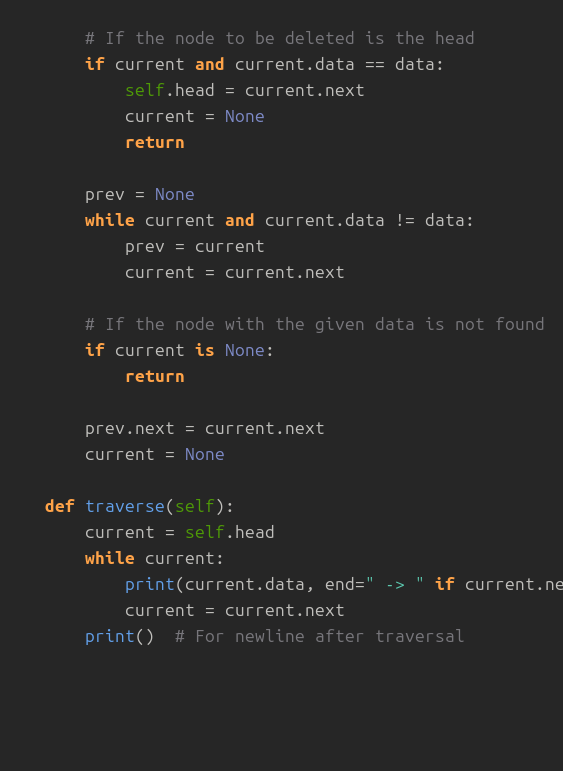 # If the node to be deleted is the head
if current and current.data == data:
self.head = current.next
current = None
return
prev = None
while current and current.data != data:
prev = current
current = current.next
# If the node with the given data is not found
if current is None:
return
prev.next = current.next
current = None
def traverse(self):
current = self.head
while current:
print(current.data, end=" -> " if current.ne
current = current.next
print()  # For newline after traversal